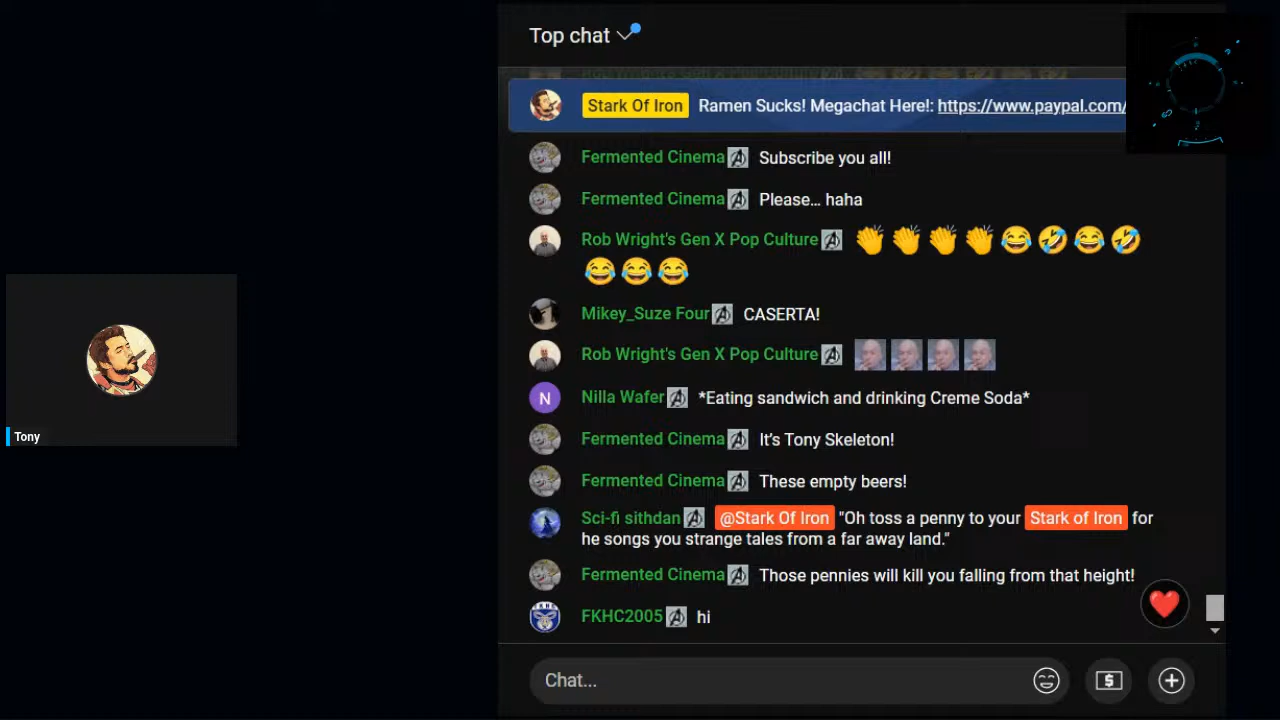 Top chat
Stark Of Iron Ramen Sucks! Megachat Here!: https://www.paypal.com/
Fermented Cinema Subscribe you all!
Fermented Cinema Please... haha
Rob Wright's Gen X Pop Culture 👏👏👏👏😂🤣😂🤣
😂😂😂
Mikey_Suze Four CASERTA!
Rob Wright's Gen X Pop Culture
N Nilla Wafer *Eating sandwich and drinking Creme Soda*
Fermented Cinema It's Tony Skeleton!
Fermented Cinema These empty beers!
Sci-fi sithdan @Stark Of Iron "Oh toss a penny to your Stark of Iron for
he songs you strange tales from a far away land."
Fermented Cinema Those pennies will kill you falling from that height!
FKHC2005 hi
Chat...
Tony